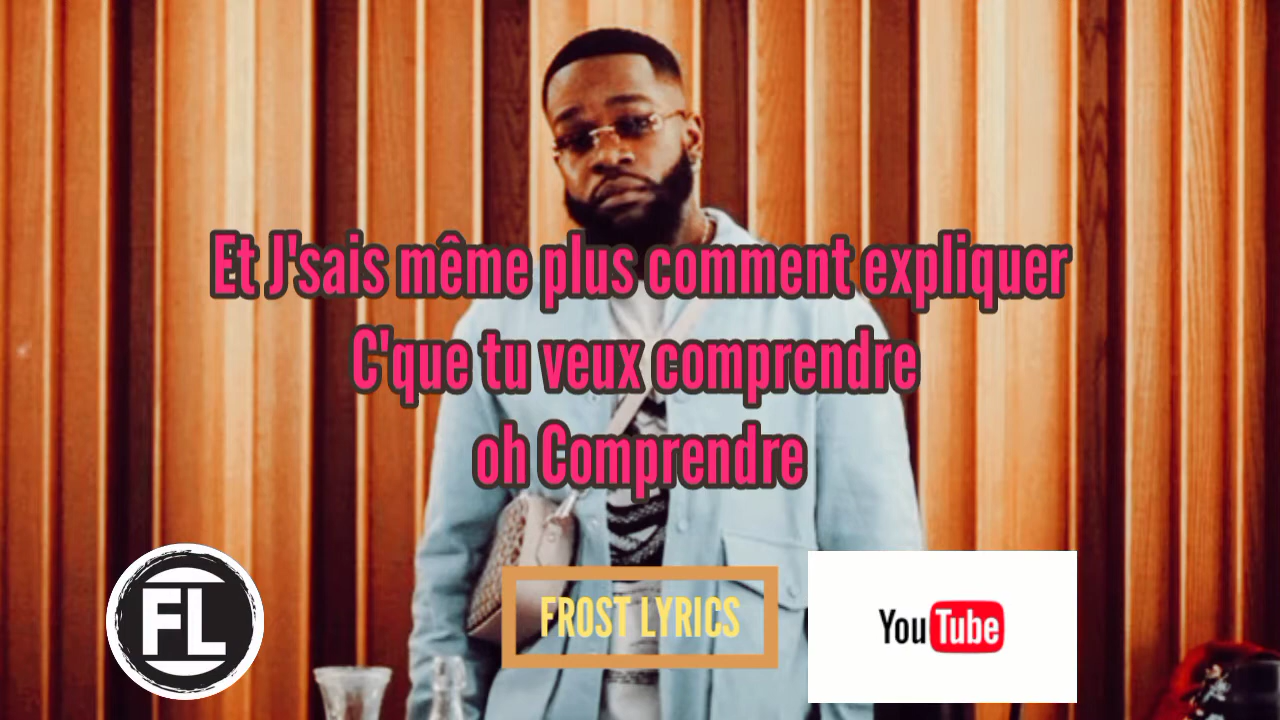 Et J'sais même plus comment expliquer
C'que tu veux comprendre
oh Comprendre
FL
FROST LYRICS
YouTube